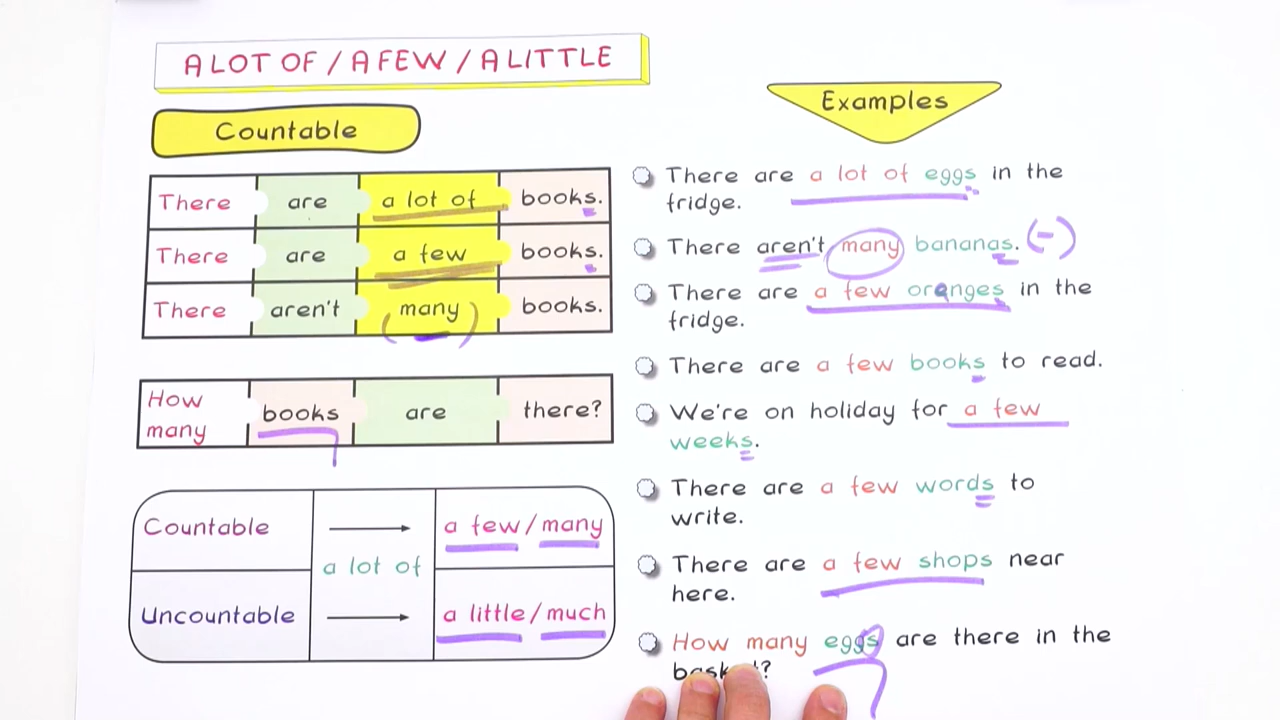 A LOT OF / A FEW / A LITTLE
Countable
There are a lot of books.
There are a few books.
There aren't many books.
How many books are there?
Countable a few / many
a lot of
Uncountable a little / much
Examples
There are a lot of eggs in the
fridge.
There aren't many bananas. (-)
There are a few oranges in the
fridge.
There are a few books to read.
We're on holiday for a few
weeks.
There are a few words to
write.
There are a few shops near
here.
How many eggs are there in the